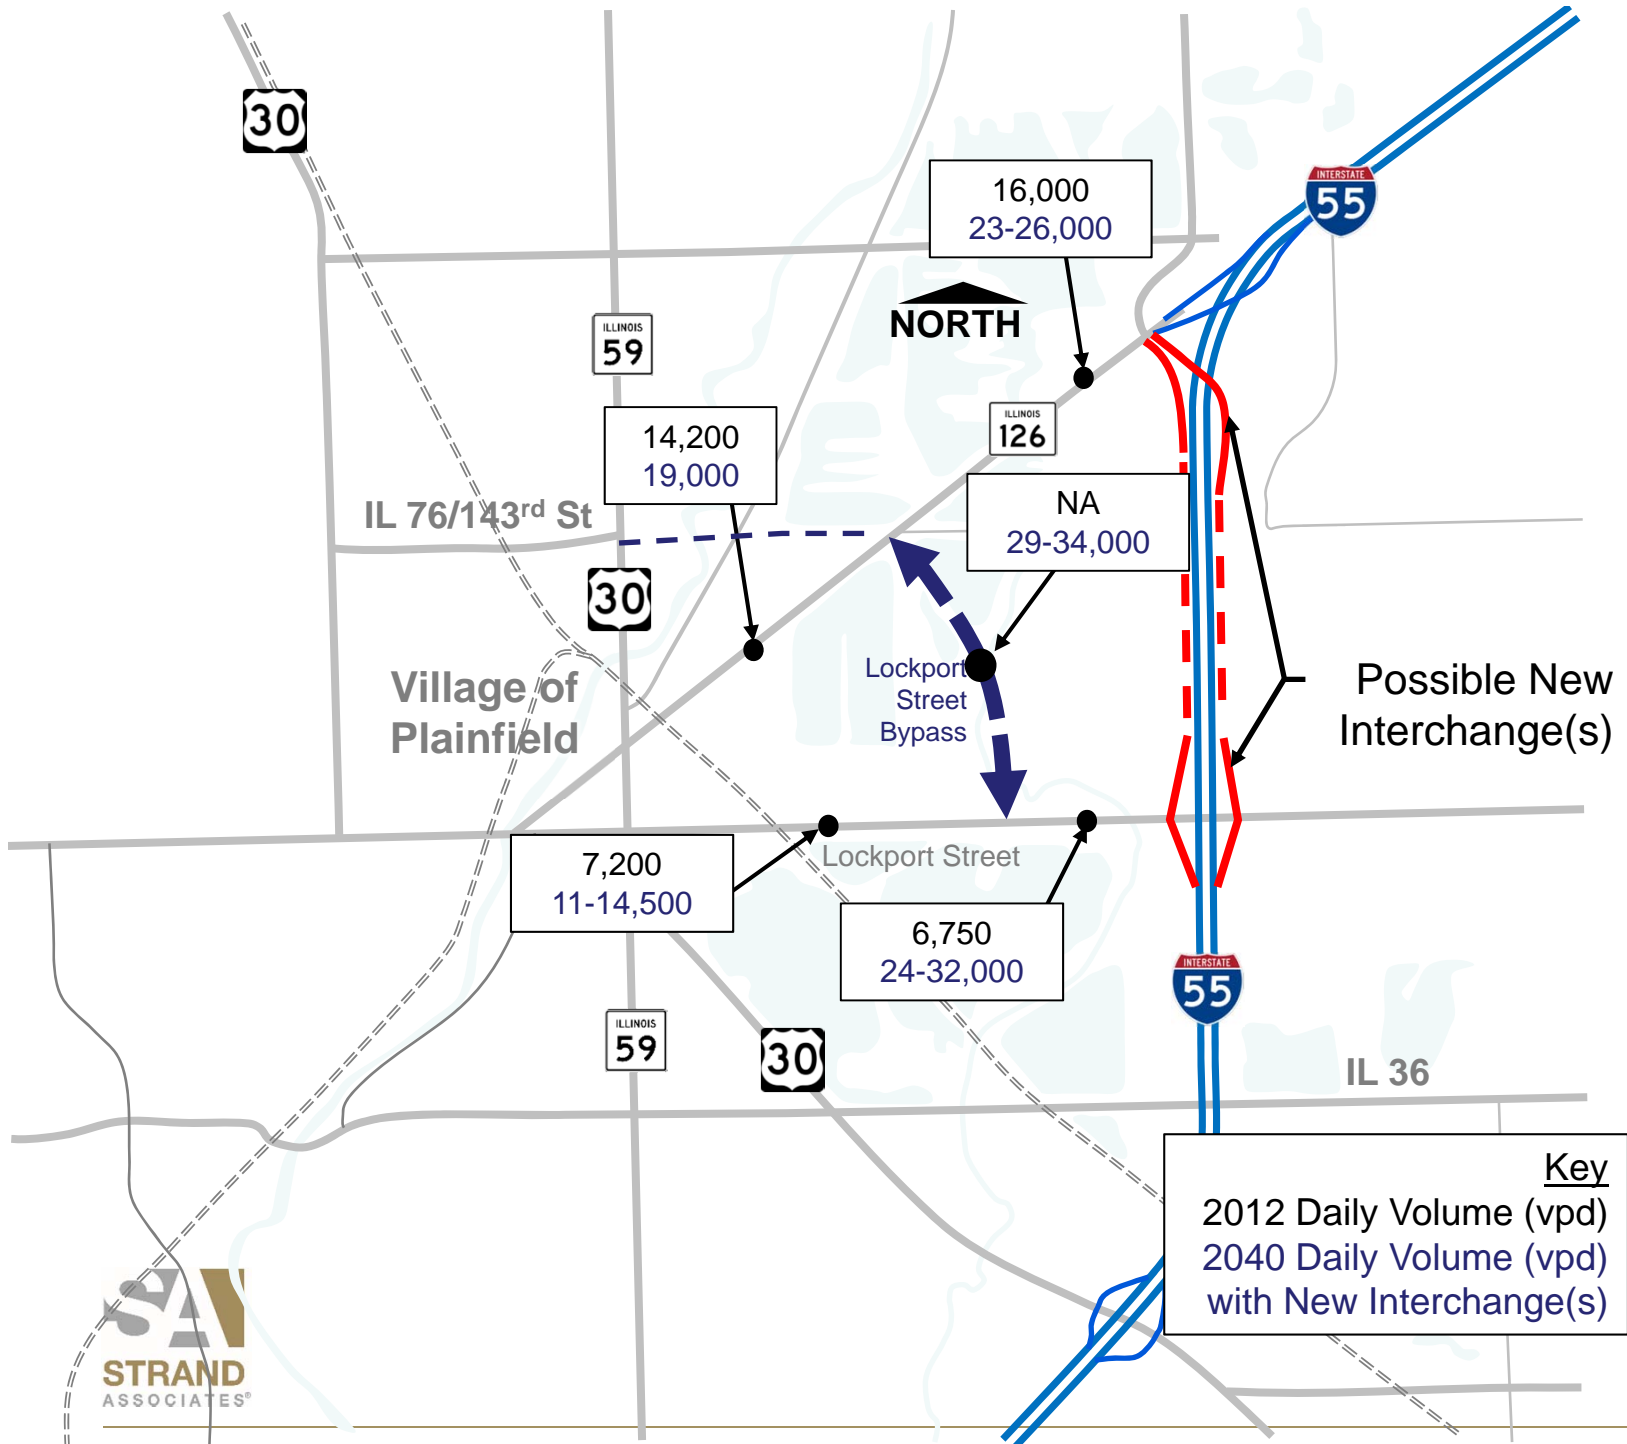 30
INTERSTATE
55
16,000
23-26,000
NORTH
ILLINOIS
59
ILLINOIS
126
14,200
19,000
NA
29-34,000
IL 76/143rd St
30
Lockport
Street
Bypass
Village of
Plainfield
Possible New
Interchange(s)
7,200
11-14,500
Lockport Street
6,750
24-32,000
INTERSTATE
55
ILLINOIS
59
30
IL 36
Key
2012 Daily Volume (vpd)
2040 Daily Volume (vpd)
with New Interchange(s)
SA
STRAND
ASSOCIATES®